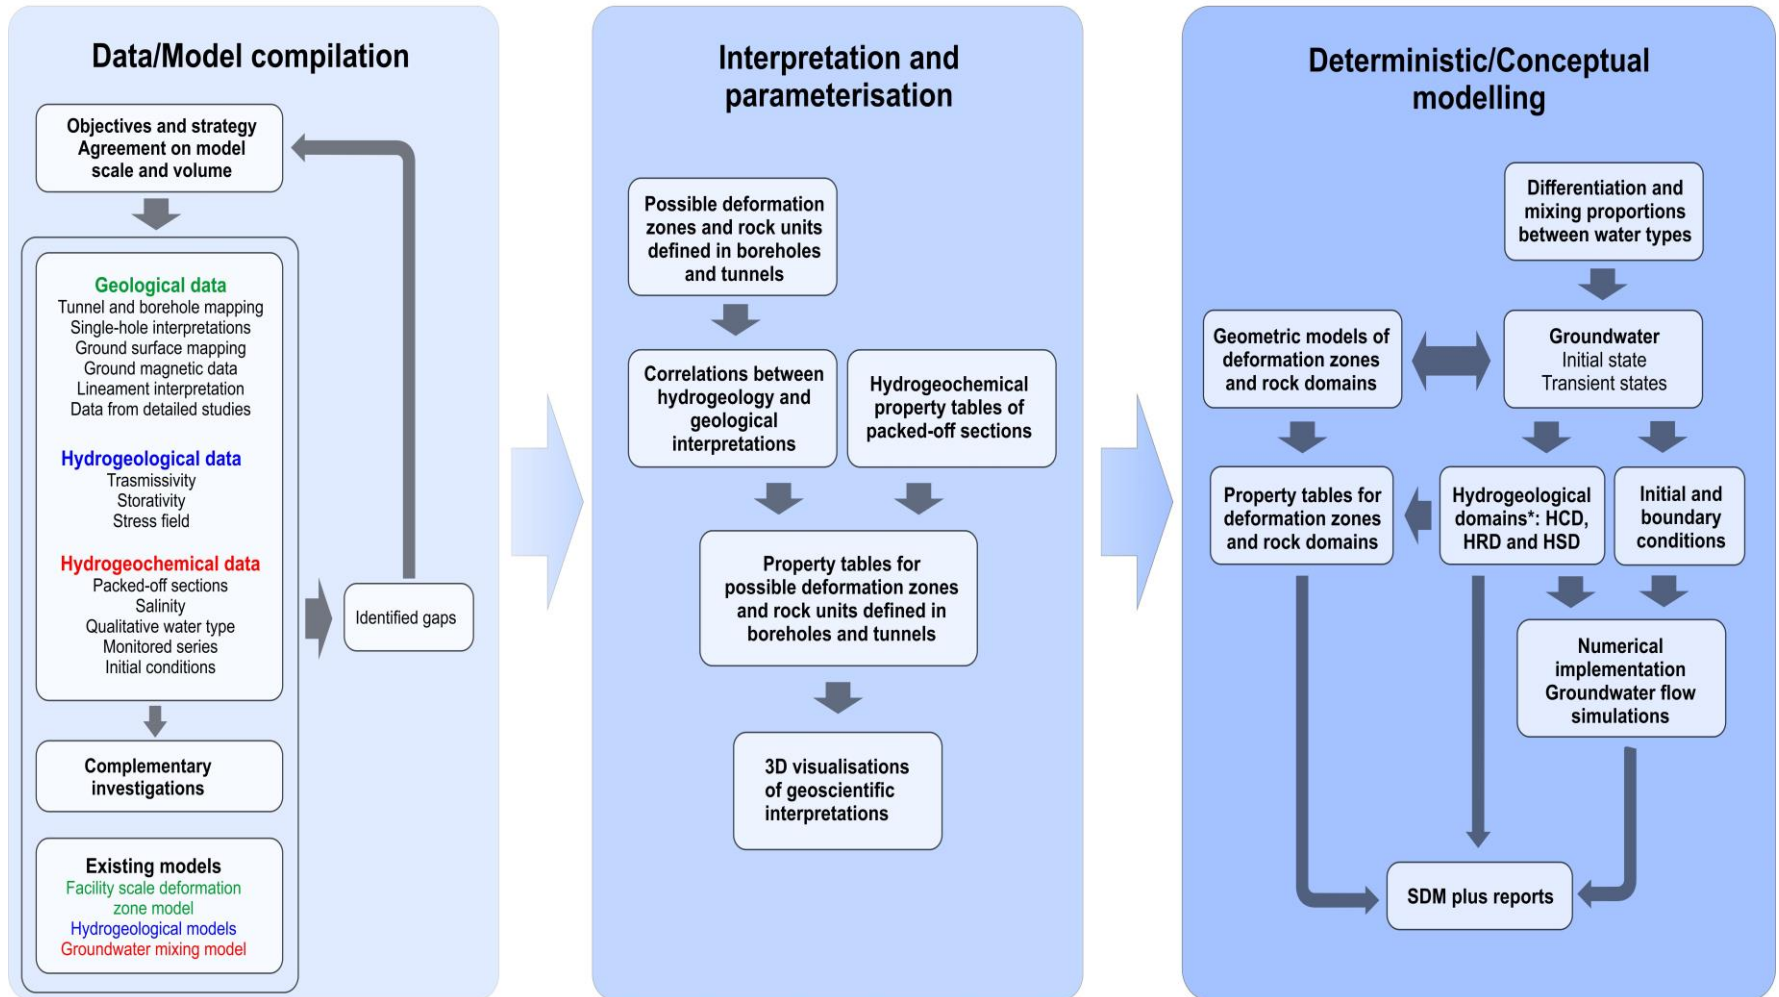 Data/Model compilation
Objectives and strategy
Agreement on model
scale and volume
Geological data
Tunnel and borehole mapping
Single-hole interpretations
Ground surface mapping
Ground magnetic data
Lineament interpretation
Data from detailed studies
Hydrogeological data
Trasmissivity
Storativity
Stress field
Hydrogeochemical data
Packed-off sections
Salinity
Qualitative water type
Monitored series
Initial conditions
Identified gaps
Complementary
investigations
Existing models
Facility scale deformation
zone model
Hydrogeological models
Groundwater mixing model
Interpretation and
parameterisation
Possible deformation
zones and rock units
defined in boreholes
and tunnels
Correlations between
hydrogeology and
geological
interpretations
Hydrogeochemical
property tables of
packed-off sections
Property tables for
possible deformation zones
and rock units defined in
boreholes and tunnels
3D visualisations
of geoscientific
interpretations
Deterministic/Conceptual
modelling
Differentiation and
mixing proportions
between water types
Geometric models of
deformation zones
and rock domains
Groundwater
Initial state
Transient states
Property tables for
deformation zones
and rock domains
Hydrogeological
domains*: HCD,
HRD and HSD
Initial and
boundary
conditions
Numerical
implementation
Groundwater flow
simulations
SDM plus reports